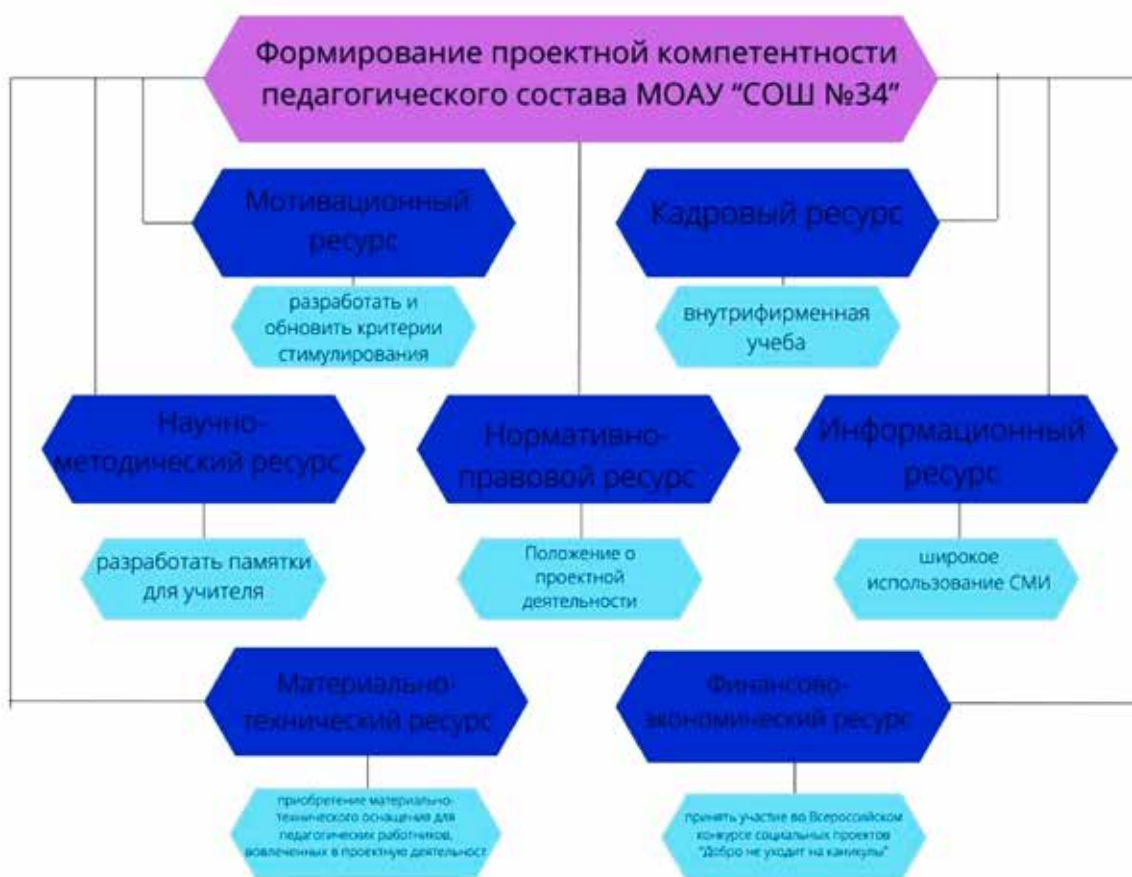 Формирование проектной компетентности
педагогического состава МОАУ “СОШ №34”
Мотивационный
ресурс
Кадровый ресурс
разработать и
обновить критерии
стимулирования
внутрифирменная
учеба
Научно-
методический ресурс
Нормативно-
правовой ресурс
Информационный
ресурс
разработать памятки
для учителя
Положение о
проектной
деятельности
широкое
использование СМИ
Материально-
технический ресурс
Финансово-
экономический ресурс
приобретение материально-
технического оснащения для
педагогических работников,
вовлеченных в проектную деятельност
принять участие во Всероссийском
конкурсе социальных проектов
"Добро не уходит на каникулы"